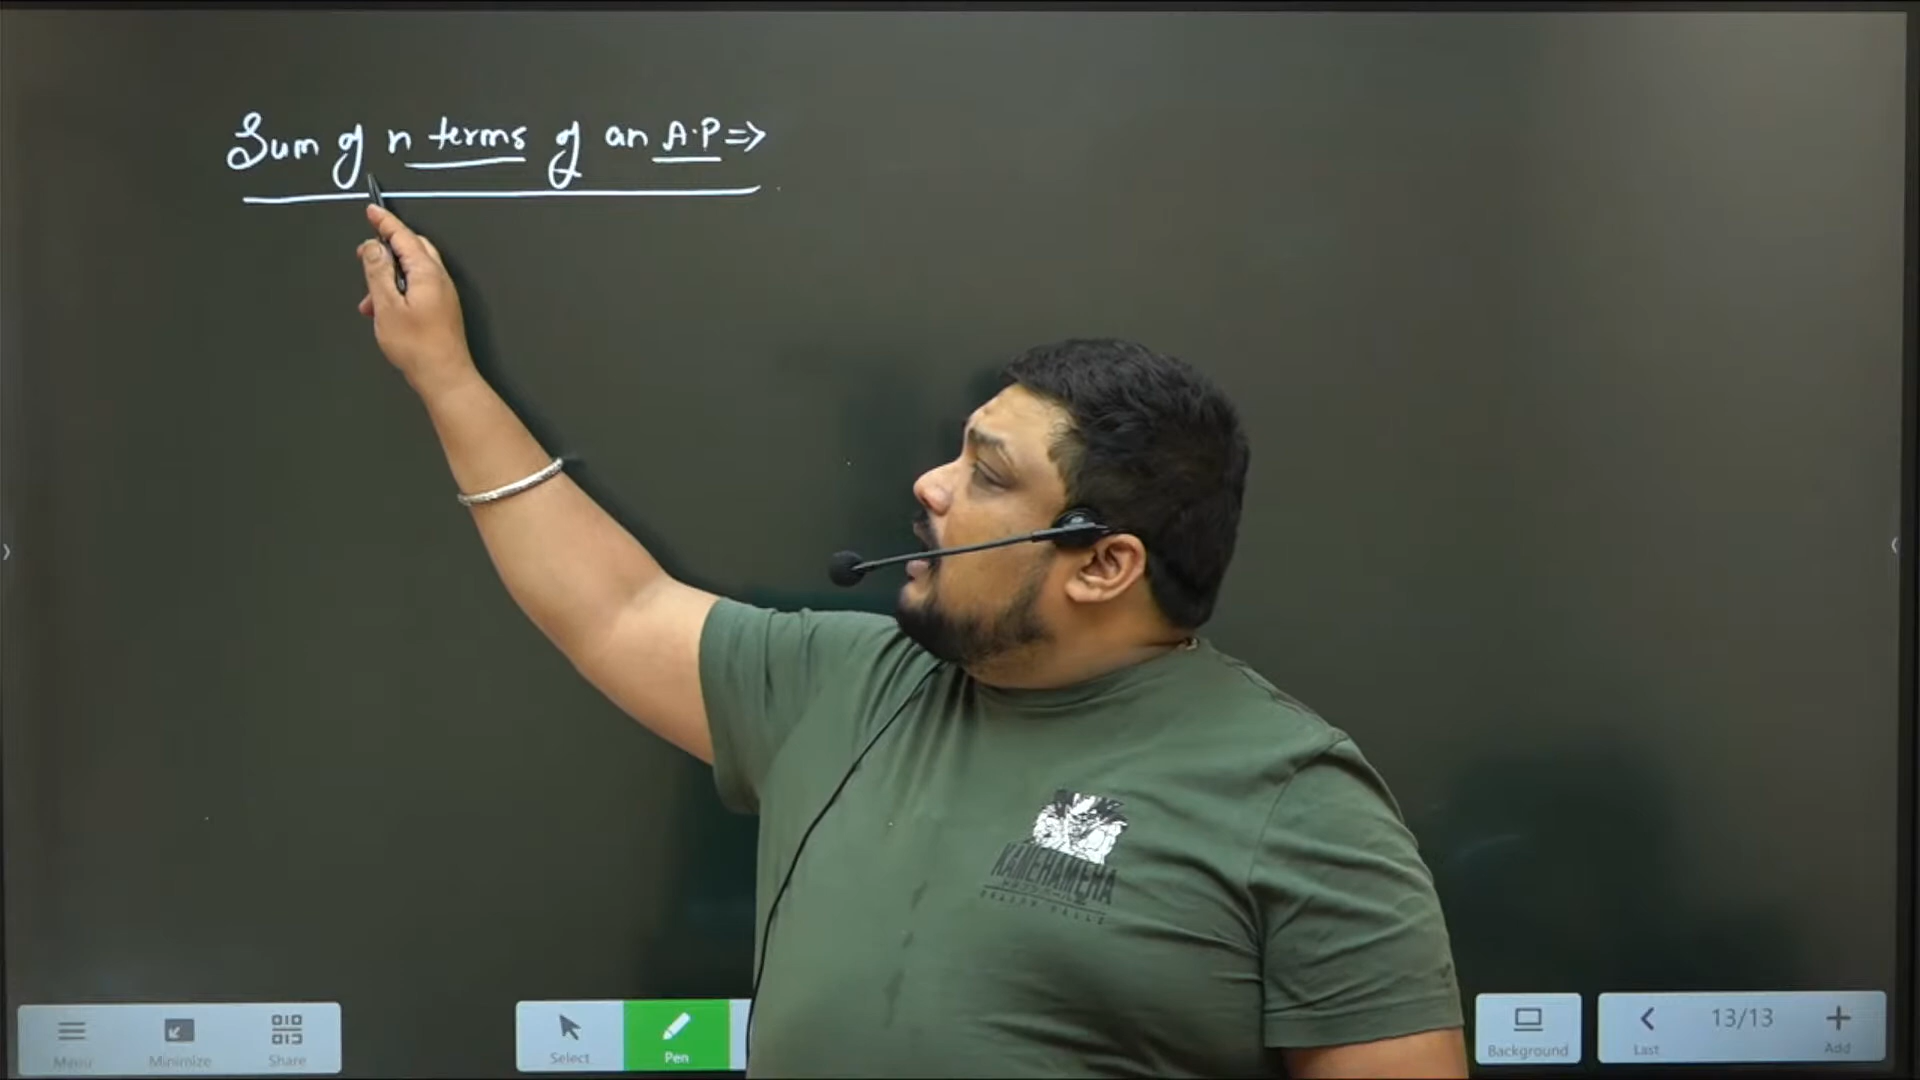 Sum of n terms of an A.P =>
KAMEHAMEHA
Menu
Minimize
Share
Select
Pen
Background
Last
13/13
Add